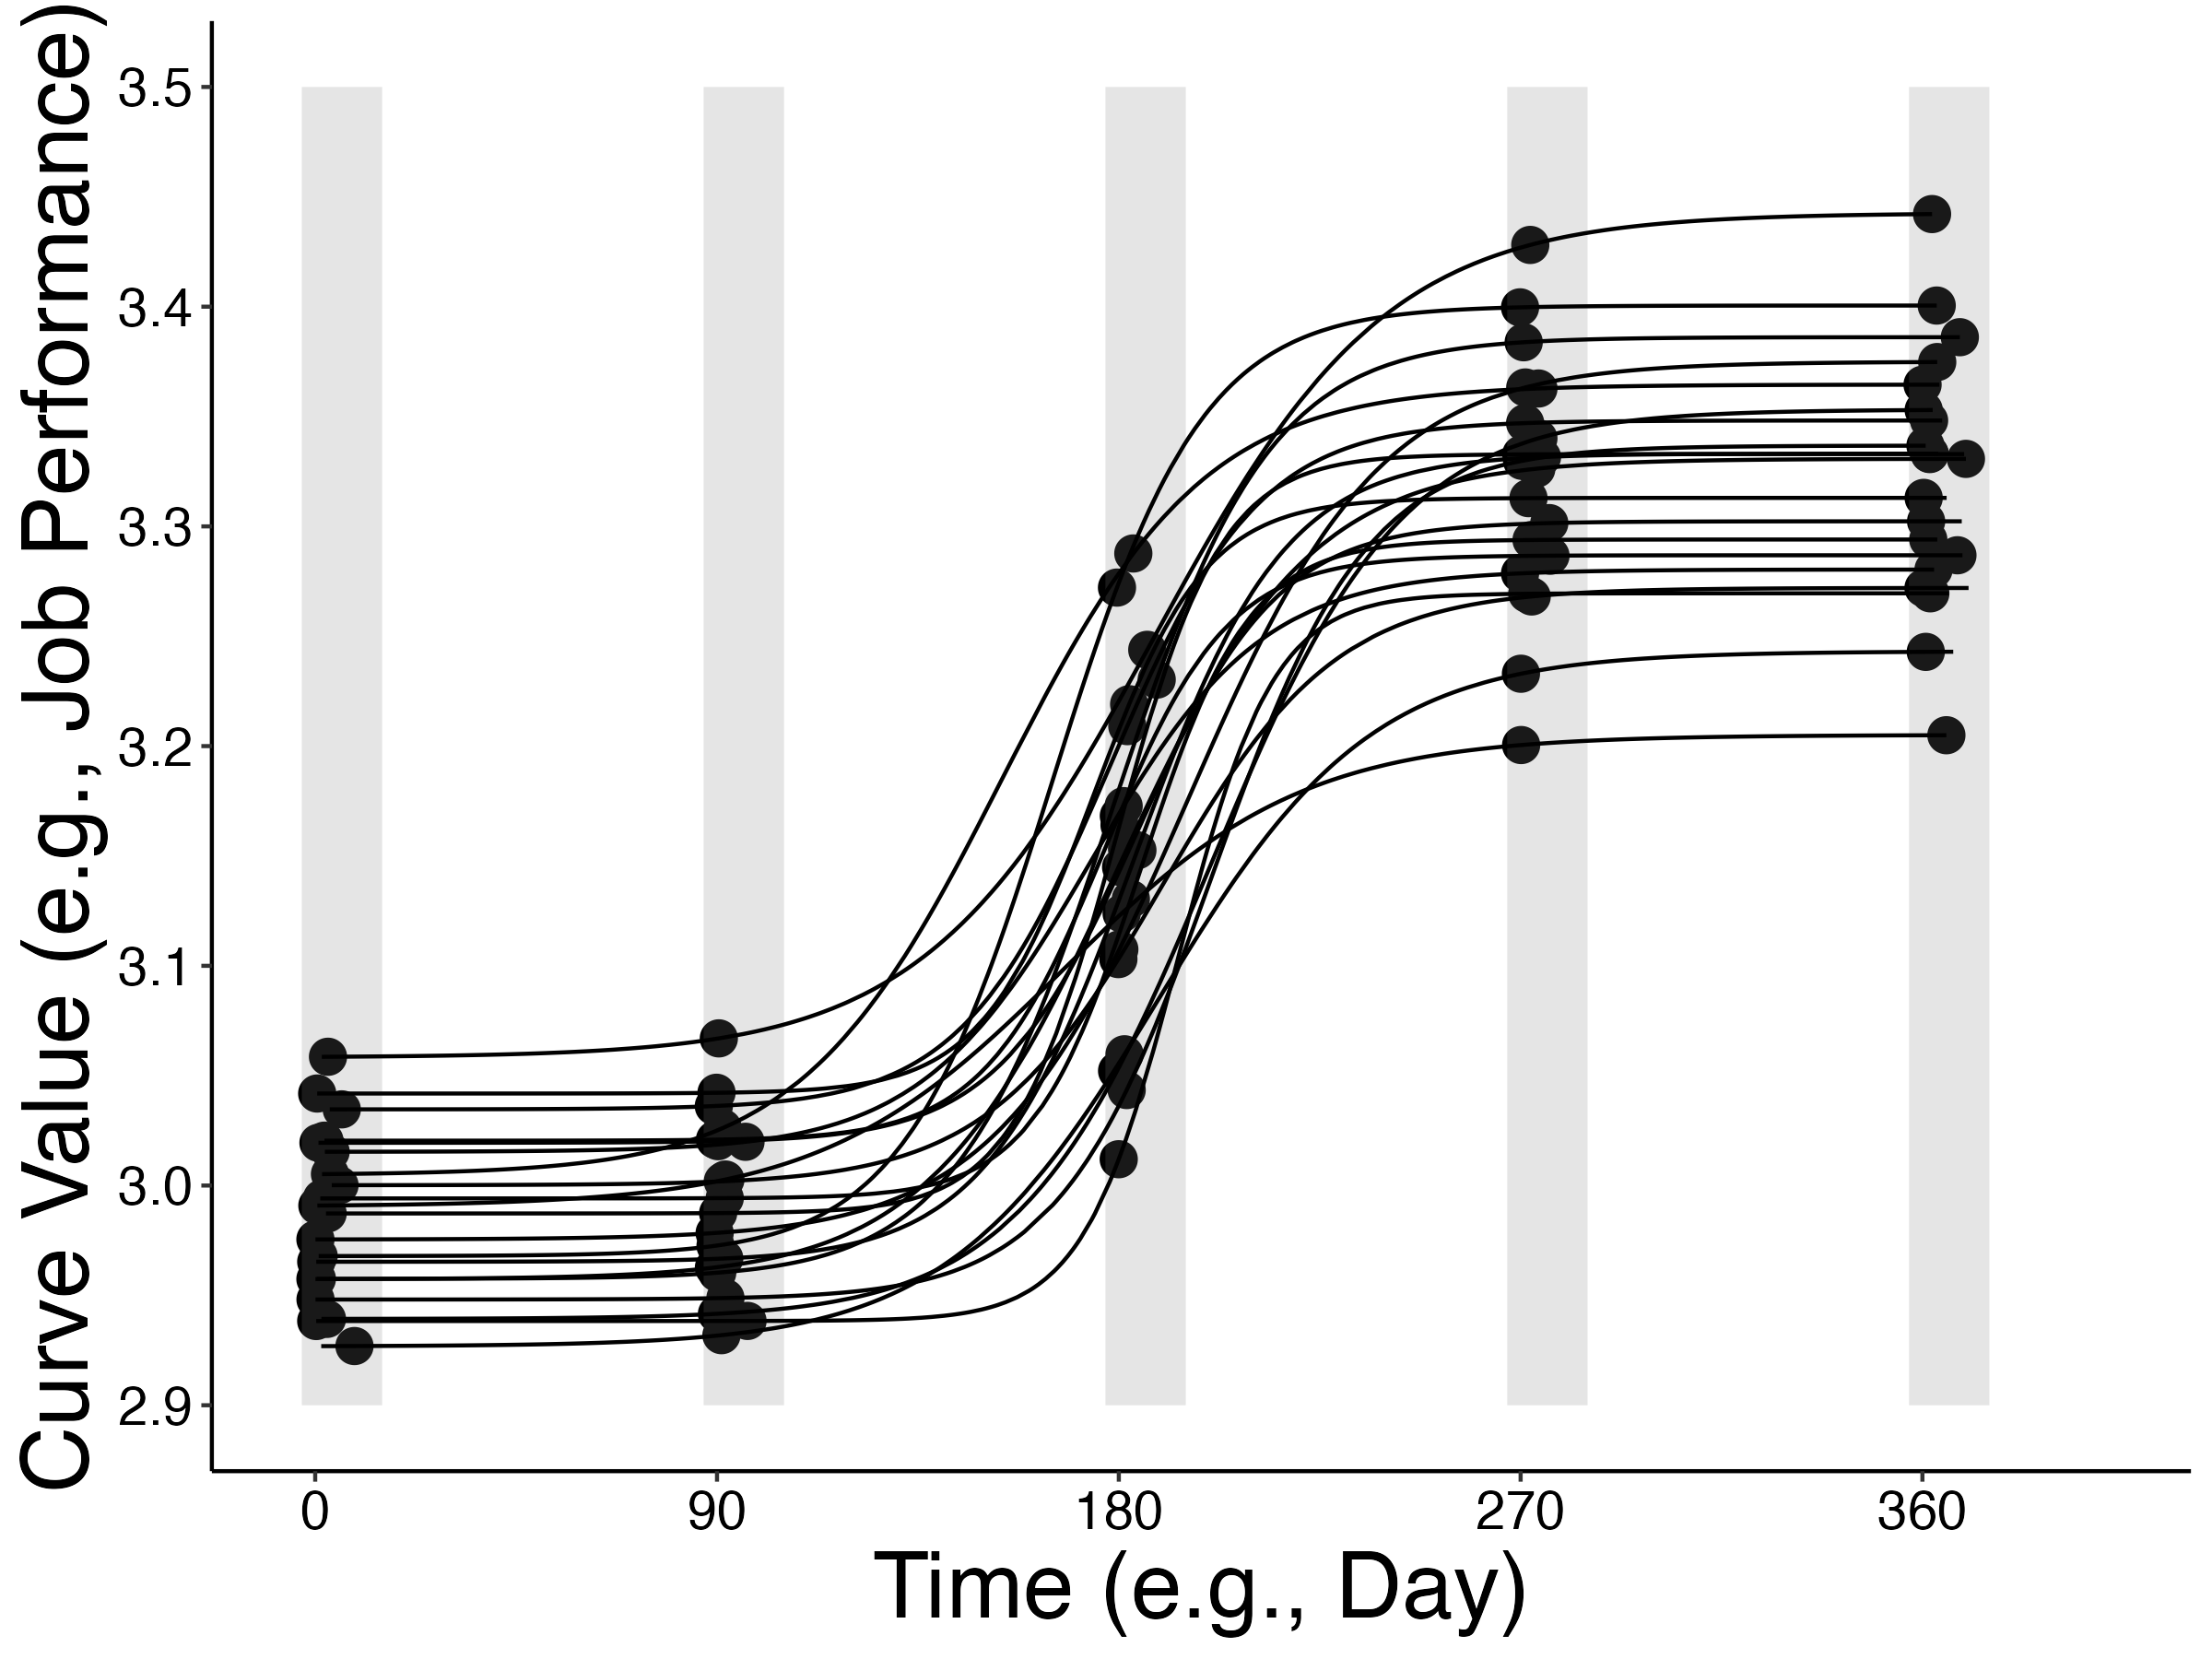 Curve Value (e.g., Job Performance)
3.5
3.4
3.3
3.2
3.1
3.0
2.9
0 90 180 270 360
Time (e.g., Day)